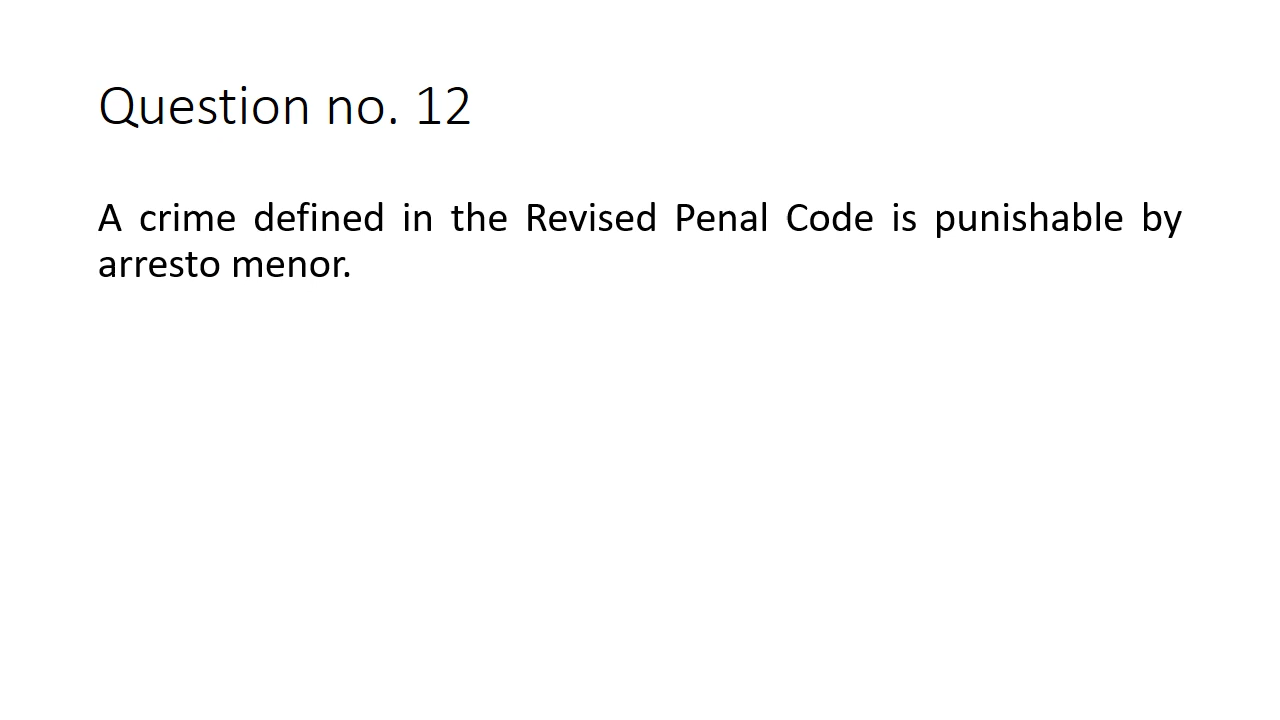 Question no. 12
A crime defined in the Revised Penal Code is punishable by
arresto menor.